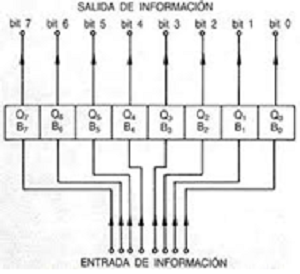 SALIDA DE INFORMACIÓN
bit 7 bit 6 bit 5 bit 4 bit 3 bit 2 bit 1 bit 0
Q7 Q6 Q5 Q4 Q3 Q2 Q1 Q0
B7 B6 B5 B4 B3 B2 B1 B0
ENTRADA DE INFORMACIÓN